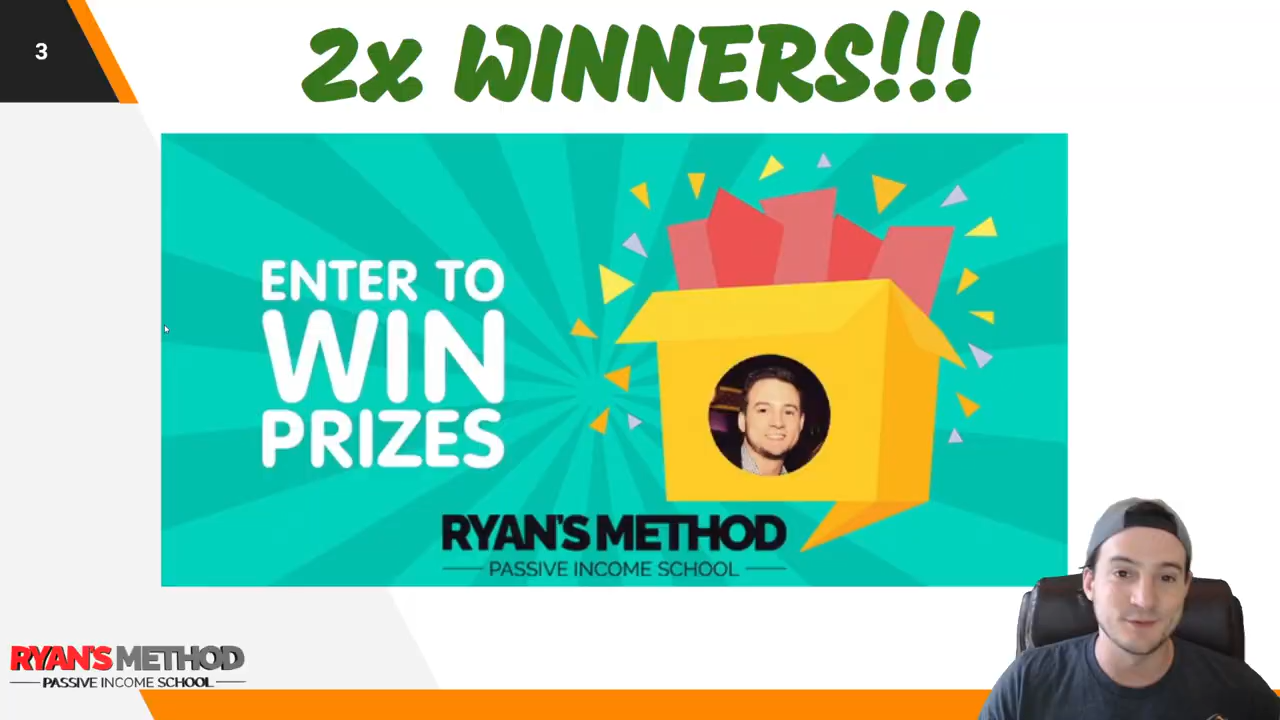 3
2x WINNERS!!!
ENTER TO
WIN
PRIZES
RYAN'S METHOD
PASSIVE INCOME SCHOOL
RYAN'S METHOD
PASSIVE INCOME SCHOOL